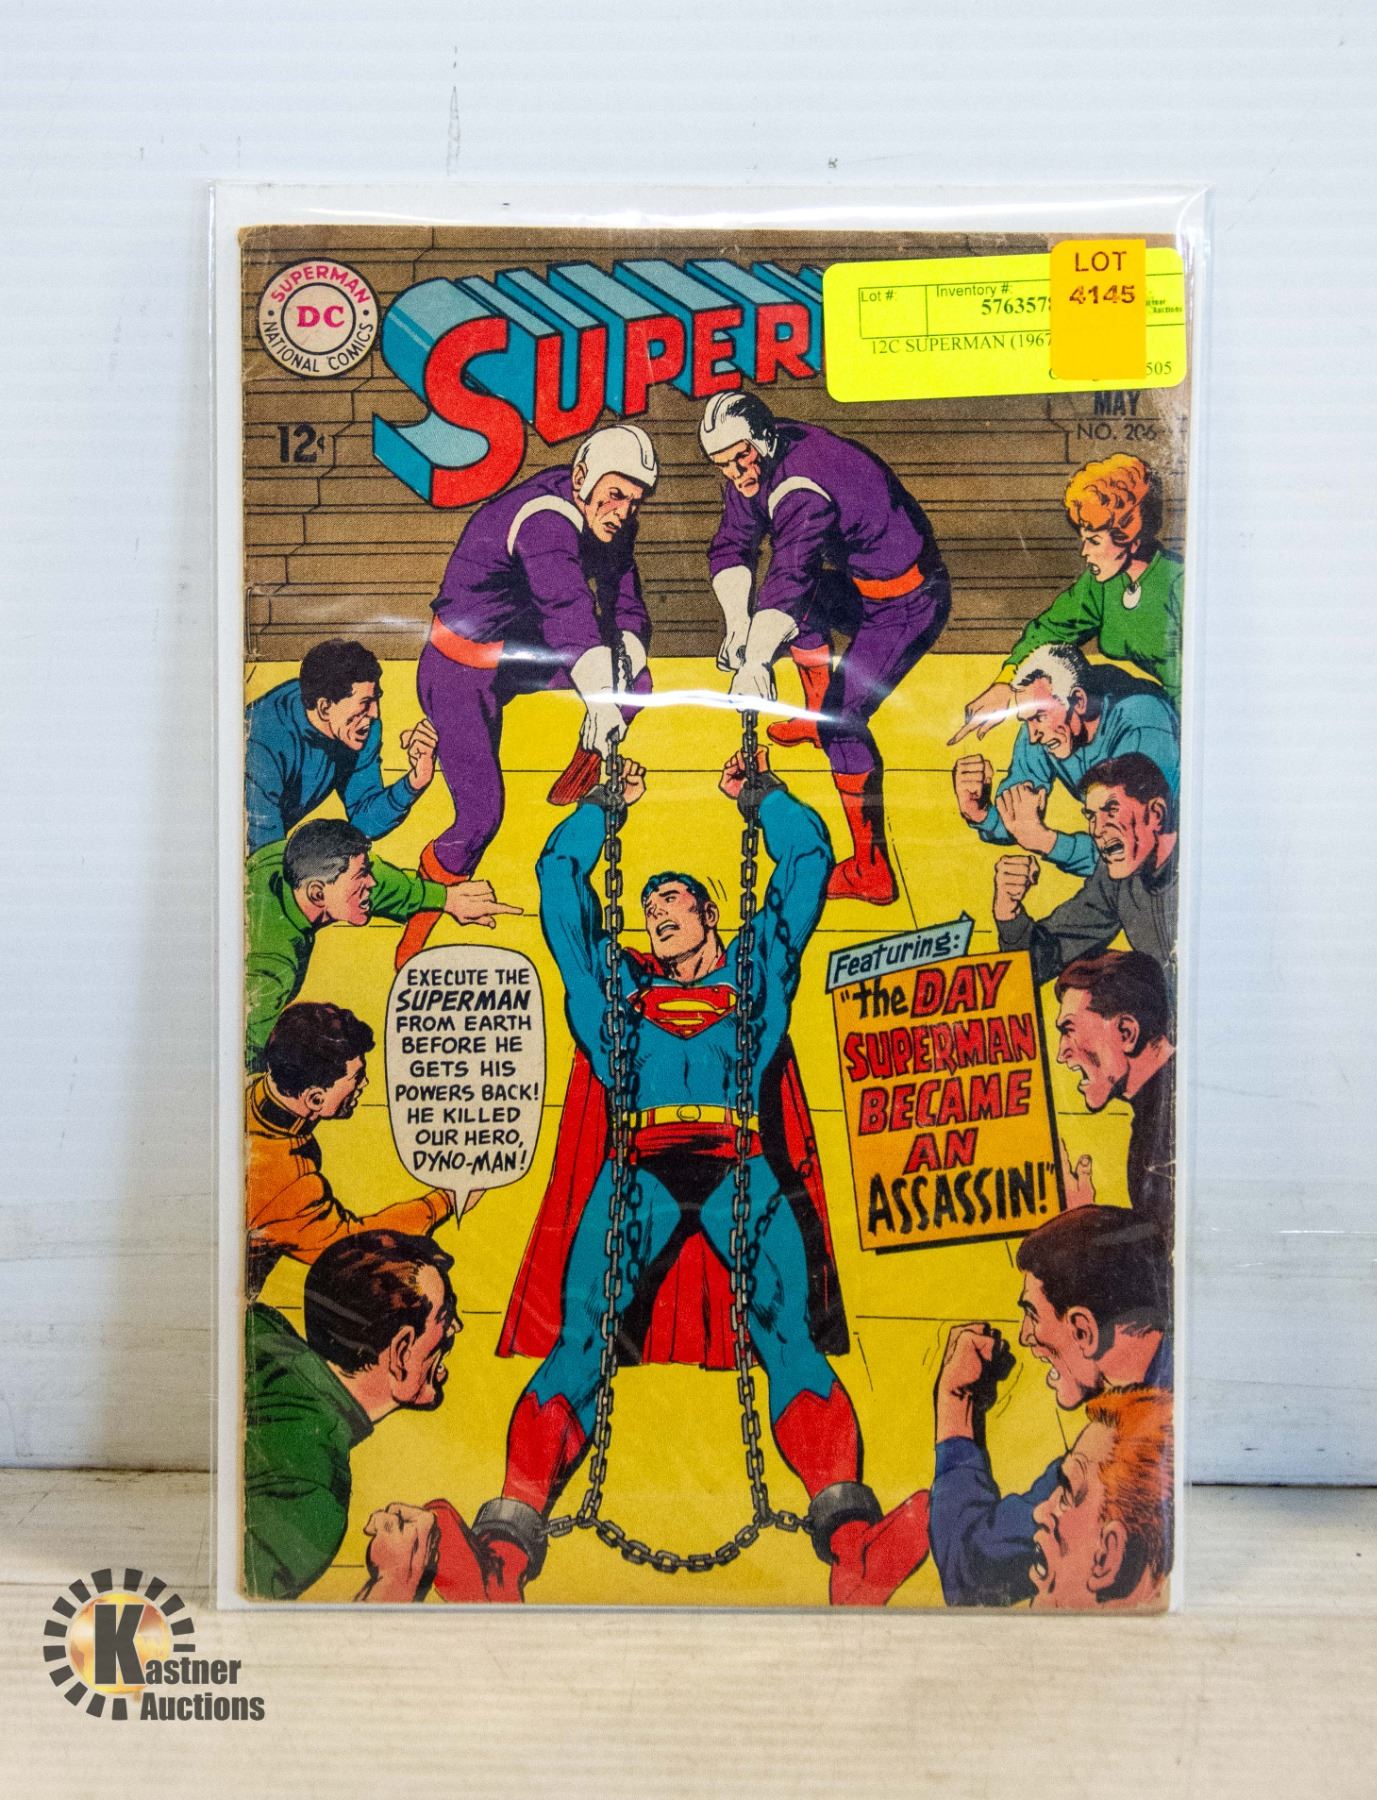 SUPERMAN
DC
NATIONAL COMICS
SUPER
Lot #:
Inventory #:
5763578
12C SUPERMAN (1967
505
LOT
4145
12¢
MAY
NO. 206
EXECUTE THE
SUPERMAN
FROM EARTH
BEFORE HE
GETS HIS
POWERS BACK!
HE KILLED
OUR HERO,
DYNO-MAN!
Featuring:
"the DAY
SUPERMAN
BECAME
AN
ASSASSIN!"
Kastner
Auctions